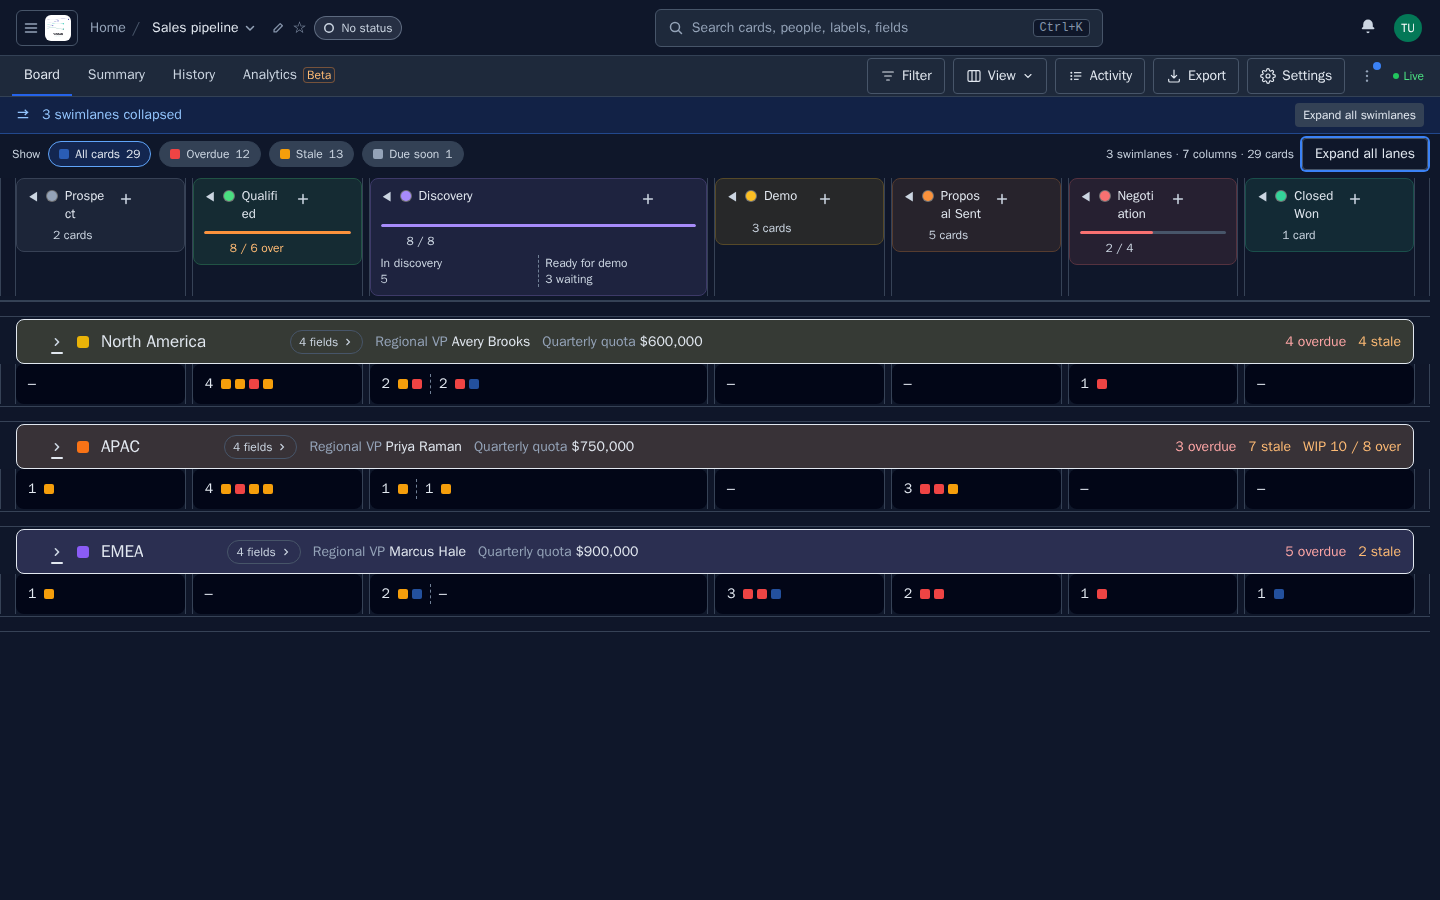 Home / Sales pipeline No status Search cards, people, labels, fields Ctrl+K TU
Board Summary History Analytics Beta Filter View Activity Export Settings Live
3 swimlanes collapsed Expand all swimlanes
Show All cards 29 Overdue 12 Stale 13 Due soon 1 3 swimlanes · 7 columns · 29 cards Expand all lanes
Prospe
ct
2 cards
Qualifi
ed
8 / 6 over
Discovery
8 / 8
In discovery
5
Ready for demo
3 waiting
Demo
3 cards
Propos
al Sent
5 cards
Negoti
ation
2 / 4
Closed
Won
1 card
North America 4 fields Regional VP Avery Brooks Quarterly quota $600,000 4 overdue 4 stale
– 4 2 2 – – 1 –
APAC 4 fields Regional VP Priya Raman Quarterly quota $750,000 3 overdue 7 stale WIP 10 / 8 over
1 4 1 1 – 3 – –
EMEA 4 fields Regional VP Marcus Hale Quarterly quota $900,000 5 overdue 2 stale
1 – 2 – 3 2 1 1